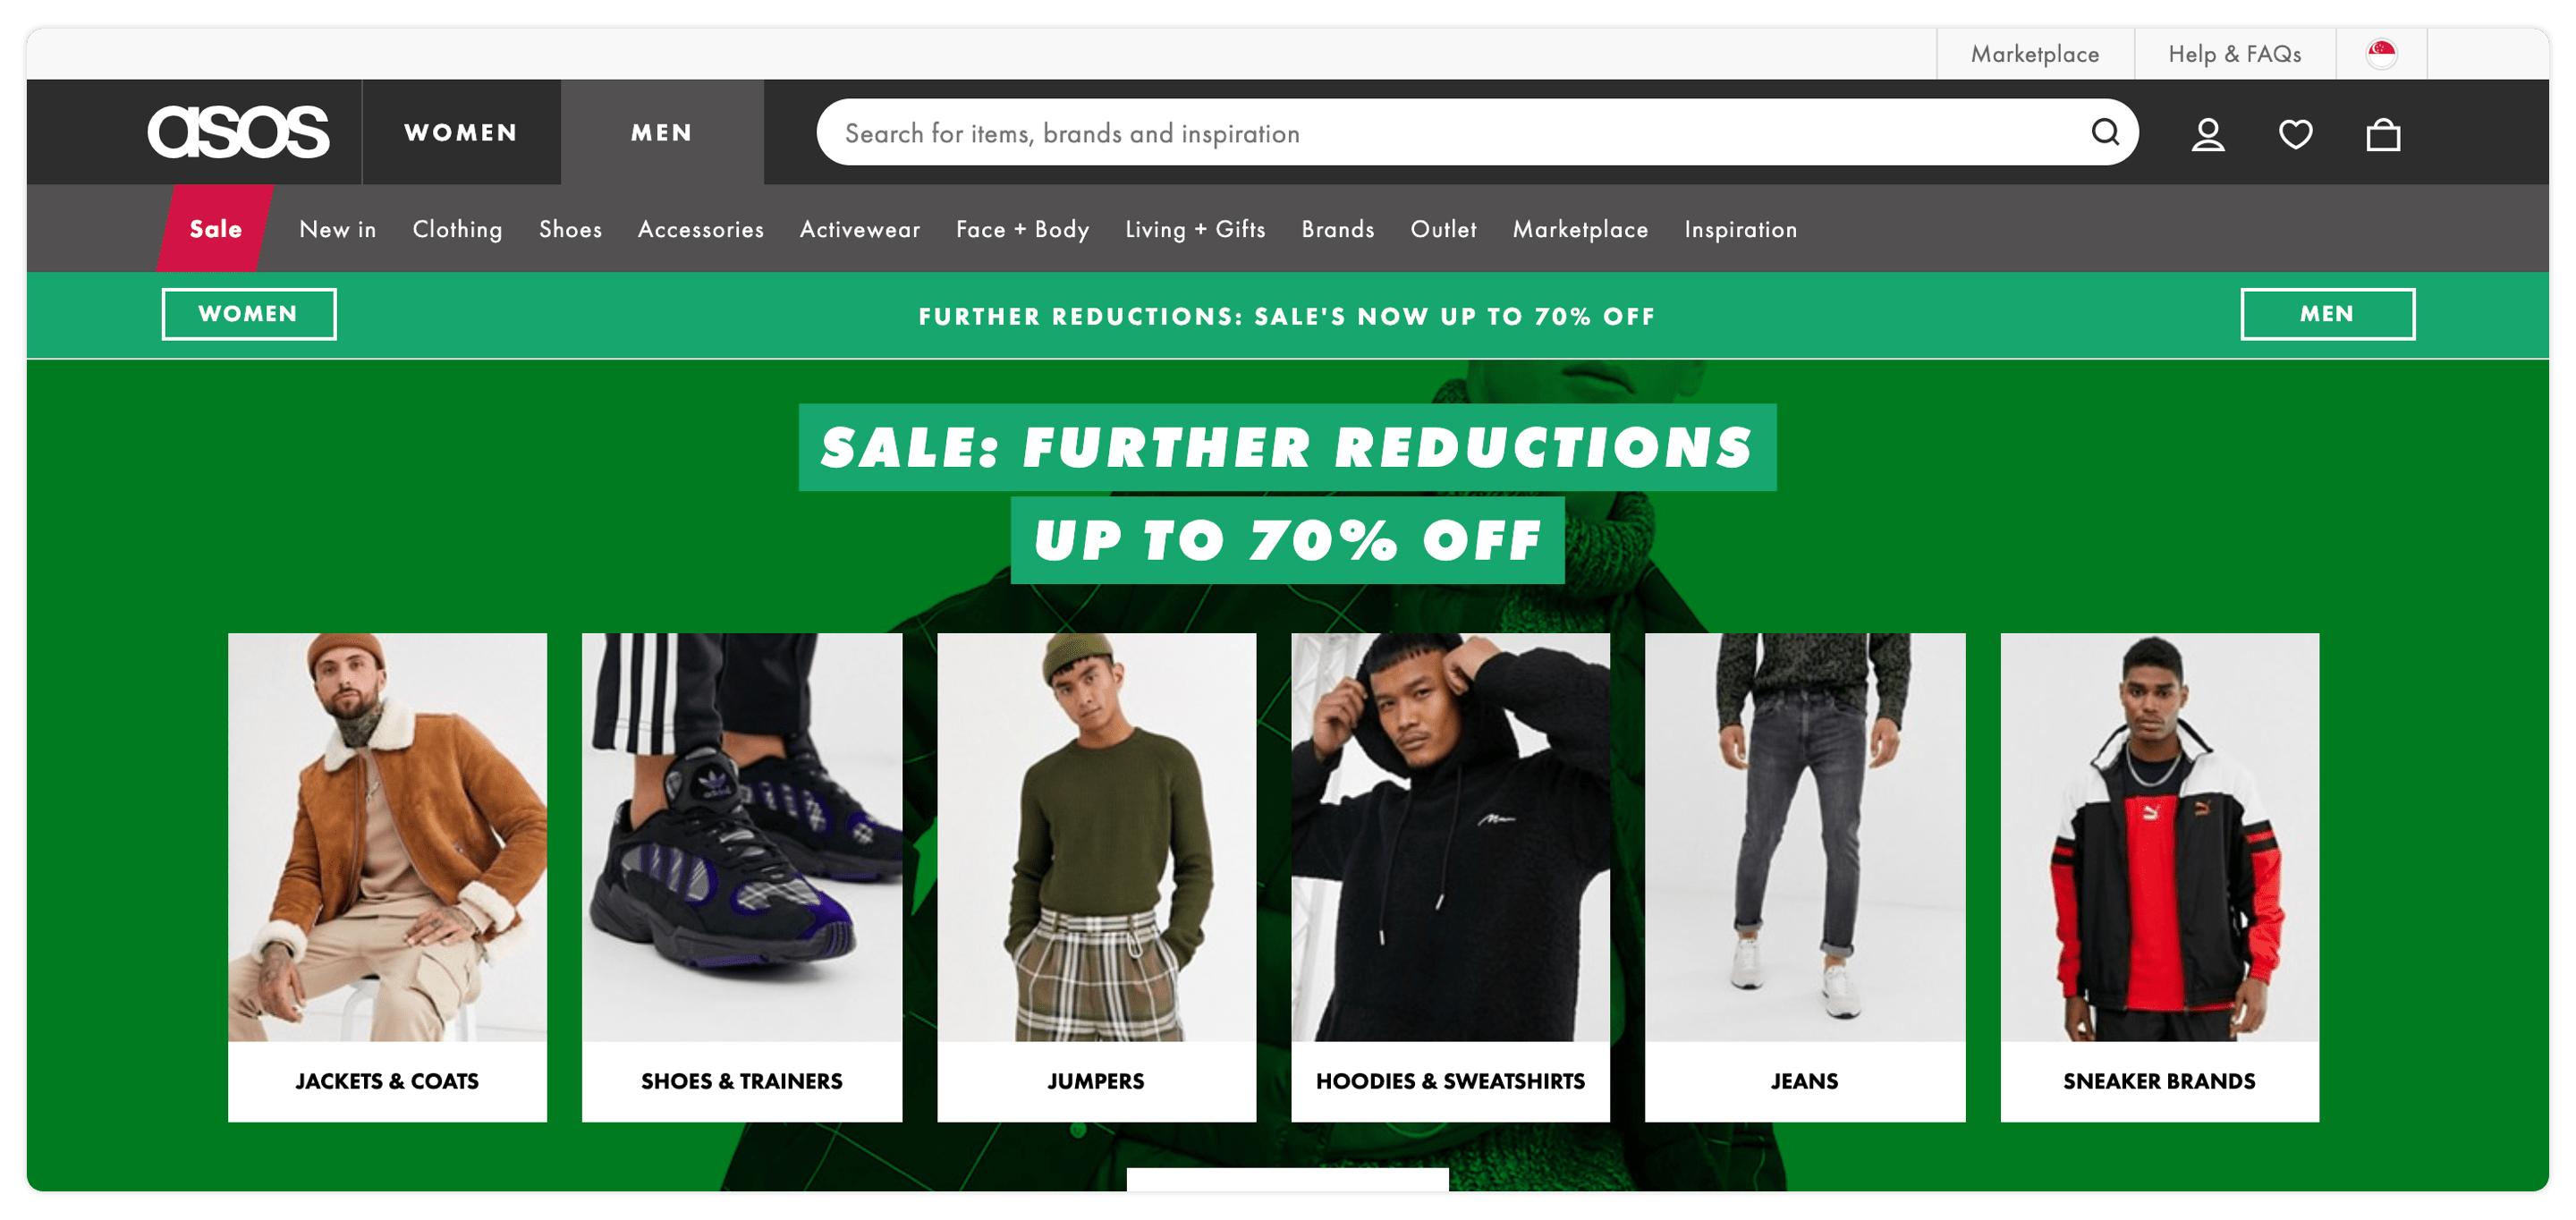 Marketplace
Help & FAQs
asos
WOMEN
MEN
Search for items, brands and inspiration
Sale
New in
Clothing
Shoes
Accessories
Activewear
Face + Body
Living + Gifts
Brands
Outlet
Marketplace
Inspiration
WOMEN
FURTHER REDUCTIONS: SALE'S NOW UP TO 70% OFF
MEN
SALE: FURTHER REDUCTIONS
UP TO 70% OFF
adidas
JACKETS & COATS
SHOES & TRAINERS
JUMPERS
HOODIES & SWEATSHIRTS
JEANS
SNEAKER BRANDS